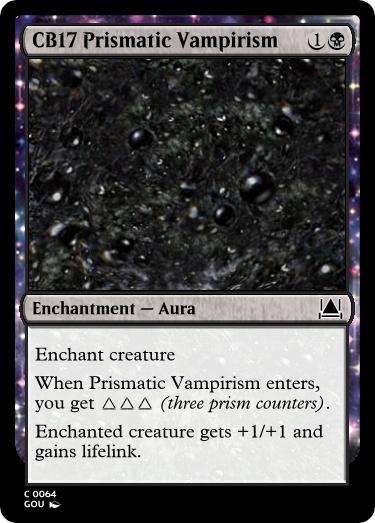 CB17 Prismatic Vampirism 1
Enchantment — Aura
Enchant creature
When Prismatic Vampirism enters,
you get △△△ (three prism counters).
Enchanted creature gets +1/+1 and
gains lifelink.
C 0064
GOU